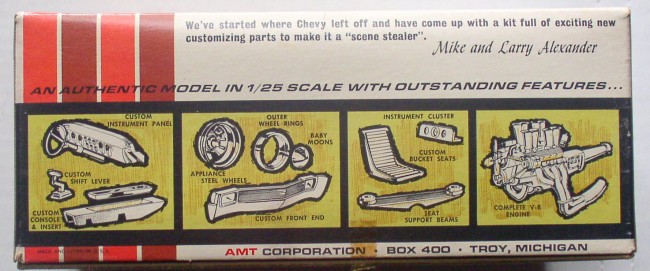 We've started where Chevy left off and have come up with a kit full of exciting new
customizing parts to make it a "scene stealer".
Mike and Larry Alexander
AN AUTHENTIC MODEL IN 1/25 SCALE WITH OUTSTANDING FEATURES...
CUSTOM
INSTRUMENT PANEL
CUSTOM
SHIFT LEVER
CUSTOM
CONSOLE
& INSERT
OUTER
WHEEL RINGS
BABY
MOONS
APPLIANCE
STEEL WHEELS
CUSTOM FRONT END
INSTRUMENT CLUSTER
CUSTOM
BUCKET SEATS
SEAT
SUPPORT BEAMS
COMPLETE V-8
ENGINE
MADE AND U.S.A.
AMT CORPORATION · BOX 400 · TROY, MICHIGAN